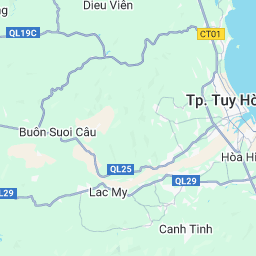 Dieu Viên
ng
QL19C
CT01
Tp. Tuy Hò
Buôn Suoi Câu
Hòa Hi
QL25
QL29
QL29
Lac My
Canh Tinh